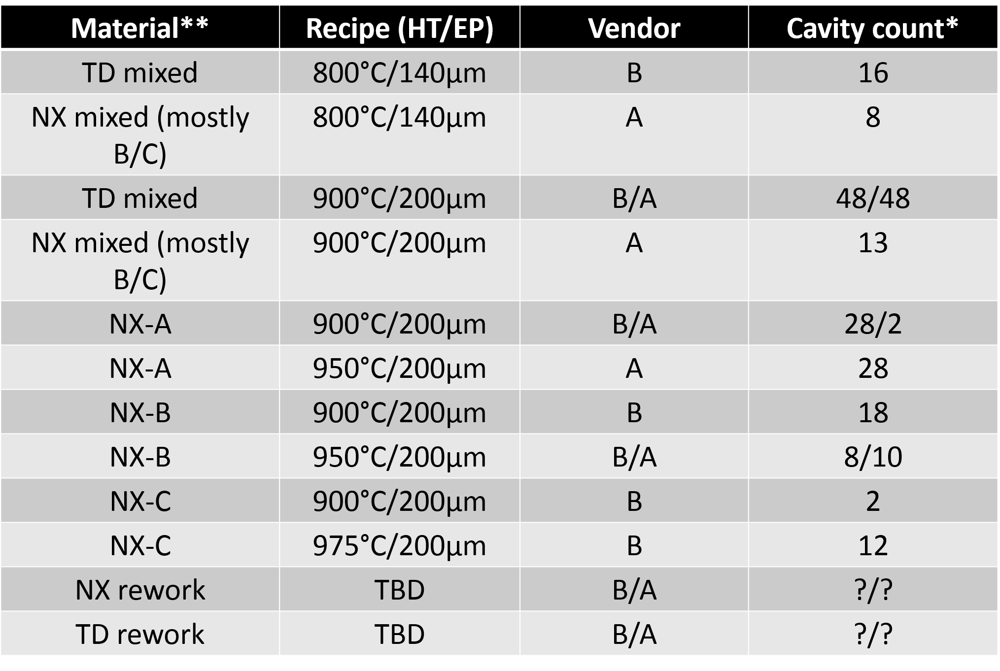 Material** Recipe (HT/EP) Vendor Cavity count*
TD mixed 800°C/140µm B 16
NX mixed (mostly 800°C/140µm A 8
B/C)
TD mixed 900°C/200µm B/A 48/48
NX mixed (mostly 900°C/200µm A 13
B/C)
NX-A 900°C/200µm B/A 28/2
NX-A 950°C/200µm A 28
NX-B 900°C/200µm B 18
NX-B 950°C/200µm B/A 8/10
NX-C 900°C/200µm B 2
NX-C 975°C/200µm B 12
NX rework TBD B/A ?/?
TD rework TBD B/A ?/?